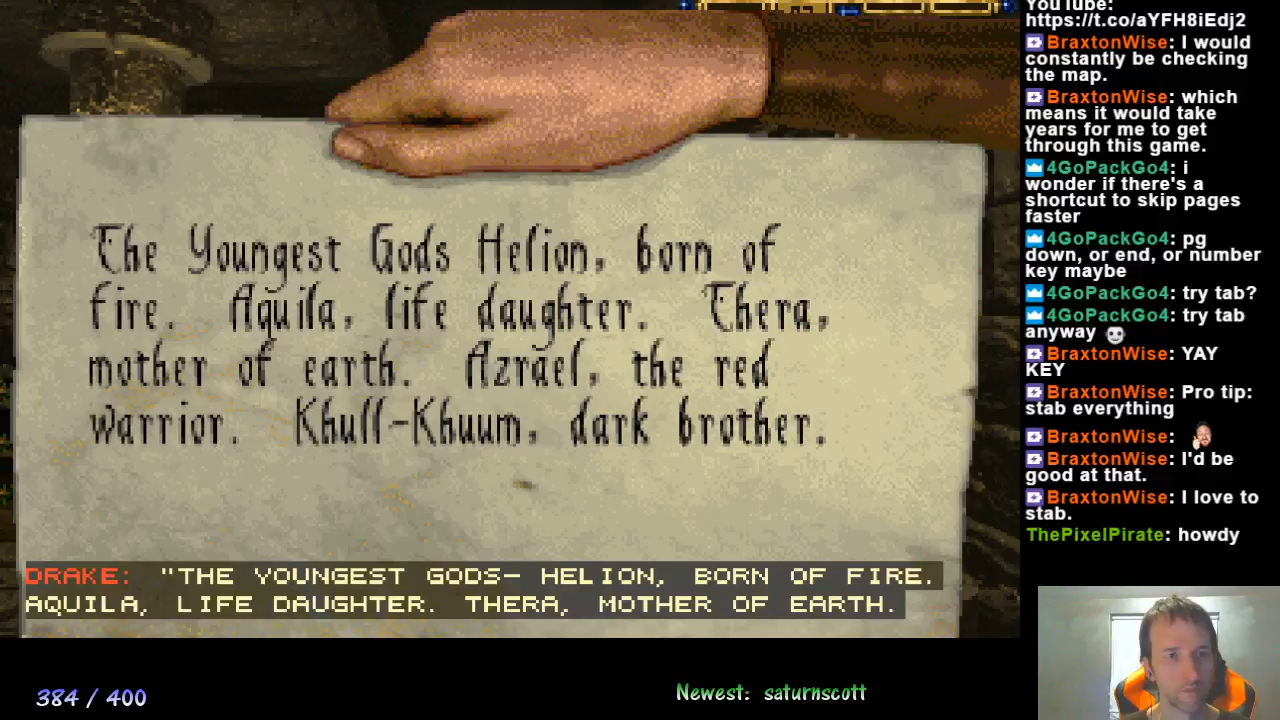 The Youngest Gods Helion, born of
fire. Aquila, life daughter. Thera,
mother of earth. Azrael, the red
warrior. Khull-Khuum, dark brother.
DRAKE: "THE YOUNGEST GODS- HELION, BORN OF FIRE.
AQUILA, LIFE DAUGHTER. THERA, MOTHER OF EARTH.
384 / 400
Newest: saturnscott
YouTube:
https://t.co/aYFH8iEdj2
BraxtonWise: I would
constantly be checking
the map.
BraxtonWise: which
means it would take
years for me to get
through this game.
4GoPackGo4: i
wonder if there's a
shortcut to skip pages
faster
4GoPackGo4: pg
down, or end, or number
key maybe
4GoPackGo4: try tab?
4GoPackGo4: try tab
anyway
BraxtonWise: YAY
KEY
BraxtonWise: Pro tip:
stab everything
BraxtonWise:
BraxtonWise: I'd be
good at that.
BraxtonWise: I love to
stab.
ThePixelPirate: howdy